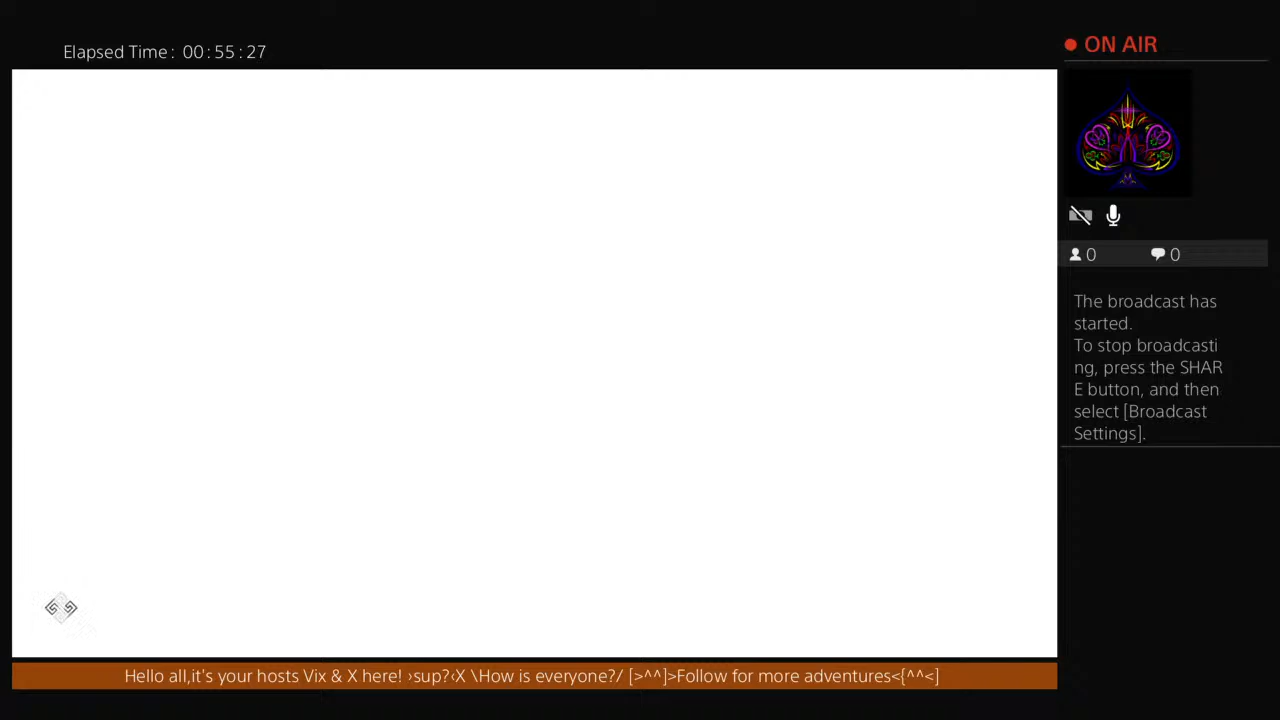 Elapsed Time: 00:55:27
ON AIR
0 0
The broadcast has
started.
To stop broadcasti
ng, press the SHAR
E button, and then
select [Broadcast
Settings].
Hello all,it's your hosts Vix & X here! ›sup?‹X \How is everyone?/ [>^^]>Follow for more adventures<{^^<]